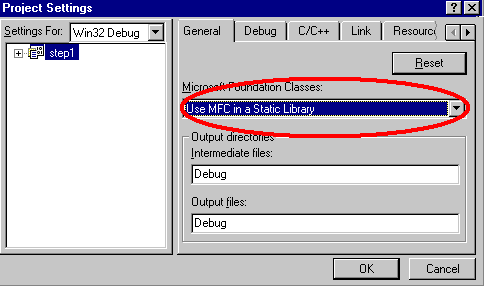 Project Settings
Settings For: Win32 Debug
step1
General Debug C/C++ Link Resourc
Reset
Microsoft Foundation Classes:
Use MFC in a Static Library
Output directories
Intermediate files:
Debug
Output files:
Debug
OK Cancel